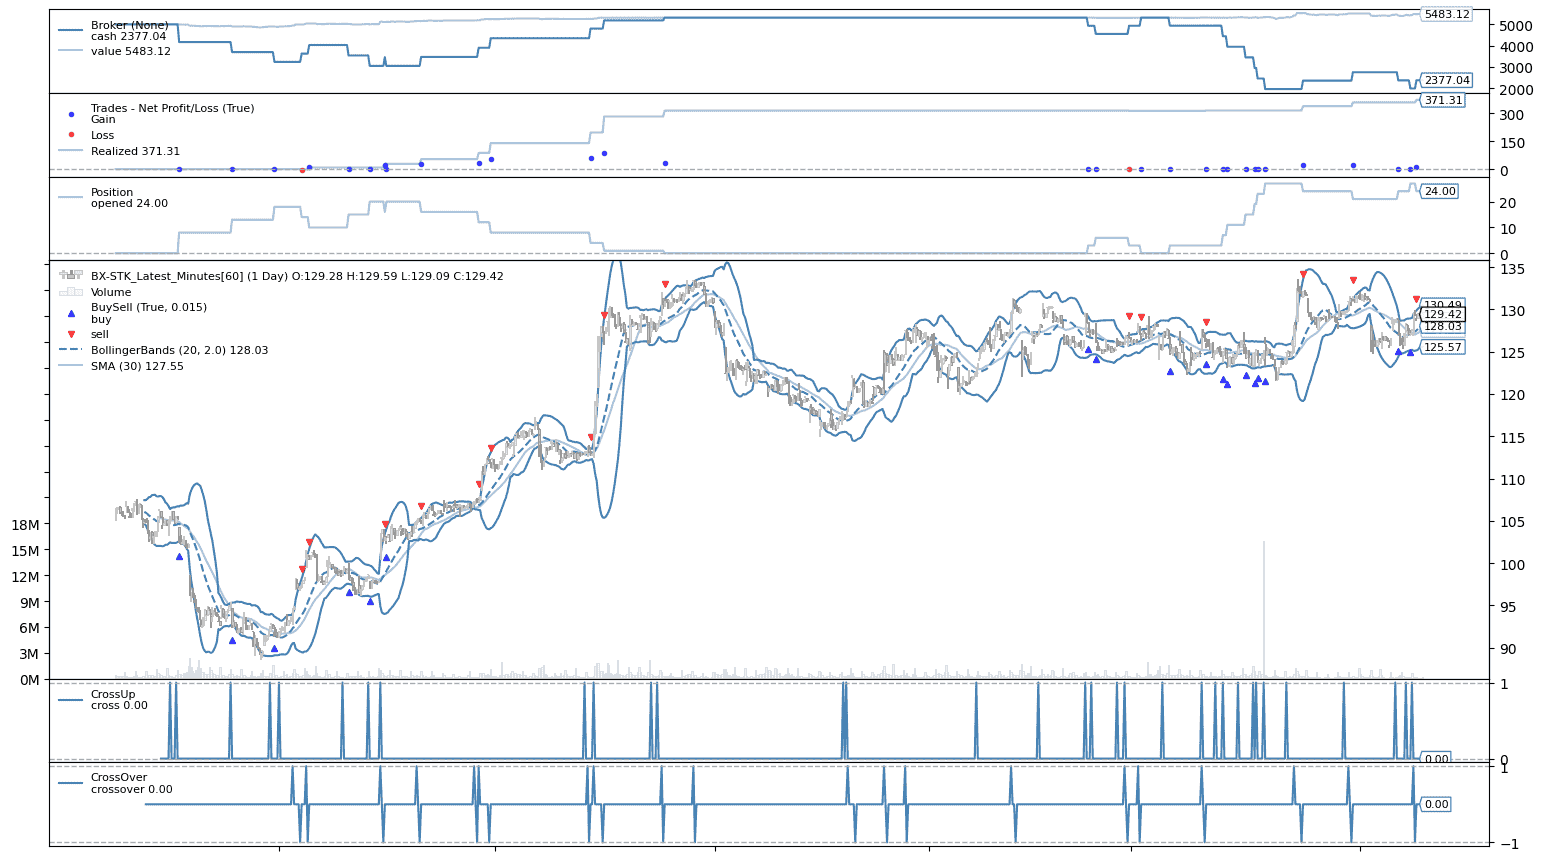 Broker (None)
cash 2377.04
value 5483.12
5483.12
2377.04
5000
4000
3000
2000
Trades - Net Profit/Loss (True)
Gain
Loss
Realized 371.31
371.31
300
150
0
Position
opened 24.00
24.00
20
10
0
BX-STK_Latest_Minutes[60] (1 Day) O:129.28 H:129.59 L:129.09 C:129.42
Volume
BuySell (True, 0.015)
buy
sell
BollingerBands (20, 2.0) 128.03
SMA (30) 127.55
18M
15M
12M
9M
6M
3M
0M
130.49
129.42
128.03
125.57
135
130
125
120
115
110
105
100
95
90
CrossUp
cross 0.00
0.00
1
0
CrossOver
crossover 0.00
0.00
1
−1